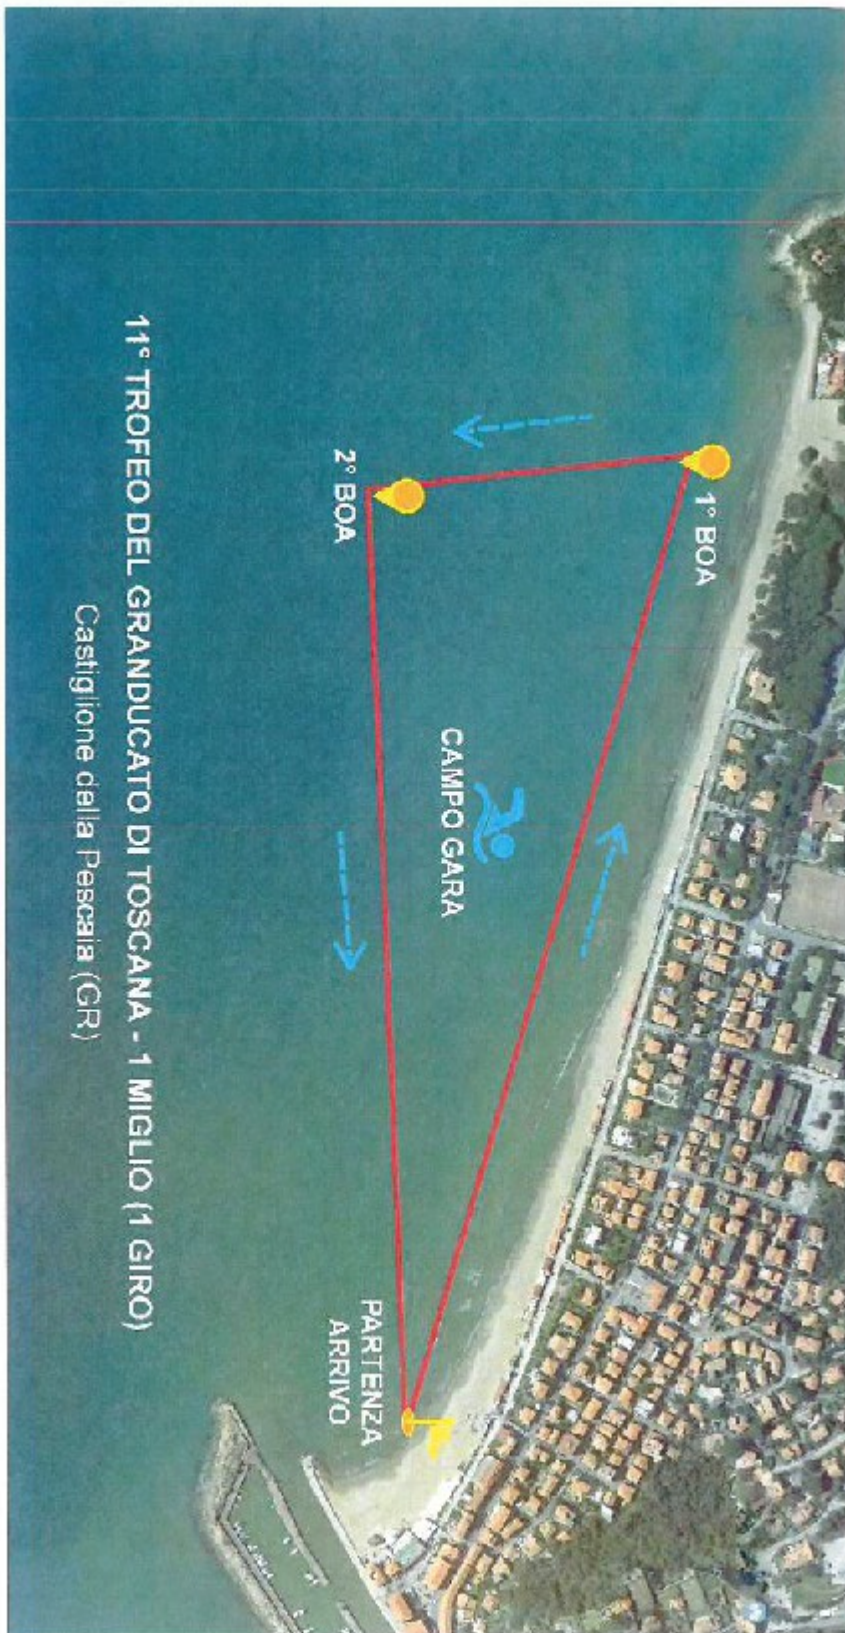 1° BOA
2° BOA
CAMPO GARA
PARTENZA
ARRIVO
11° TROFEO DEL GRANDUCATO DI TOSCANA - 1 MIGLIO (1 GIRO)
Castiglione della Pescaia (GR)